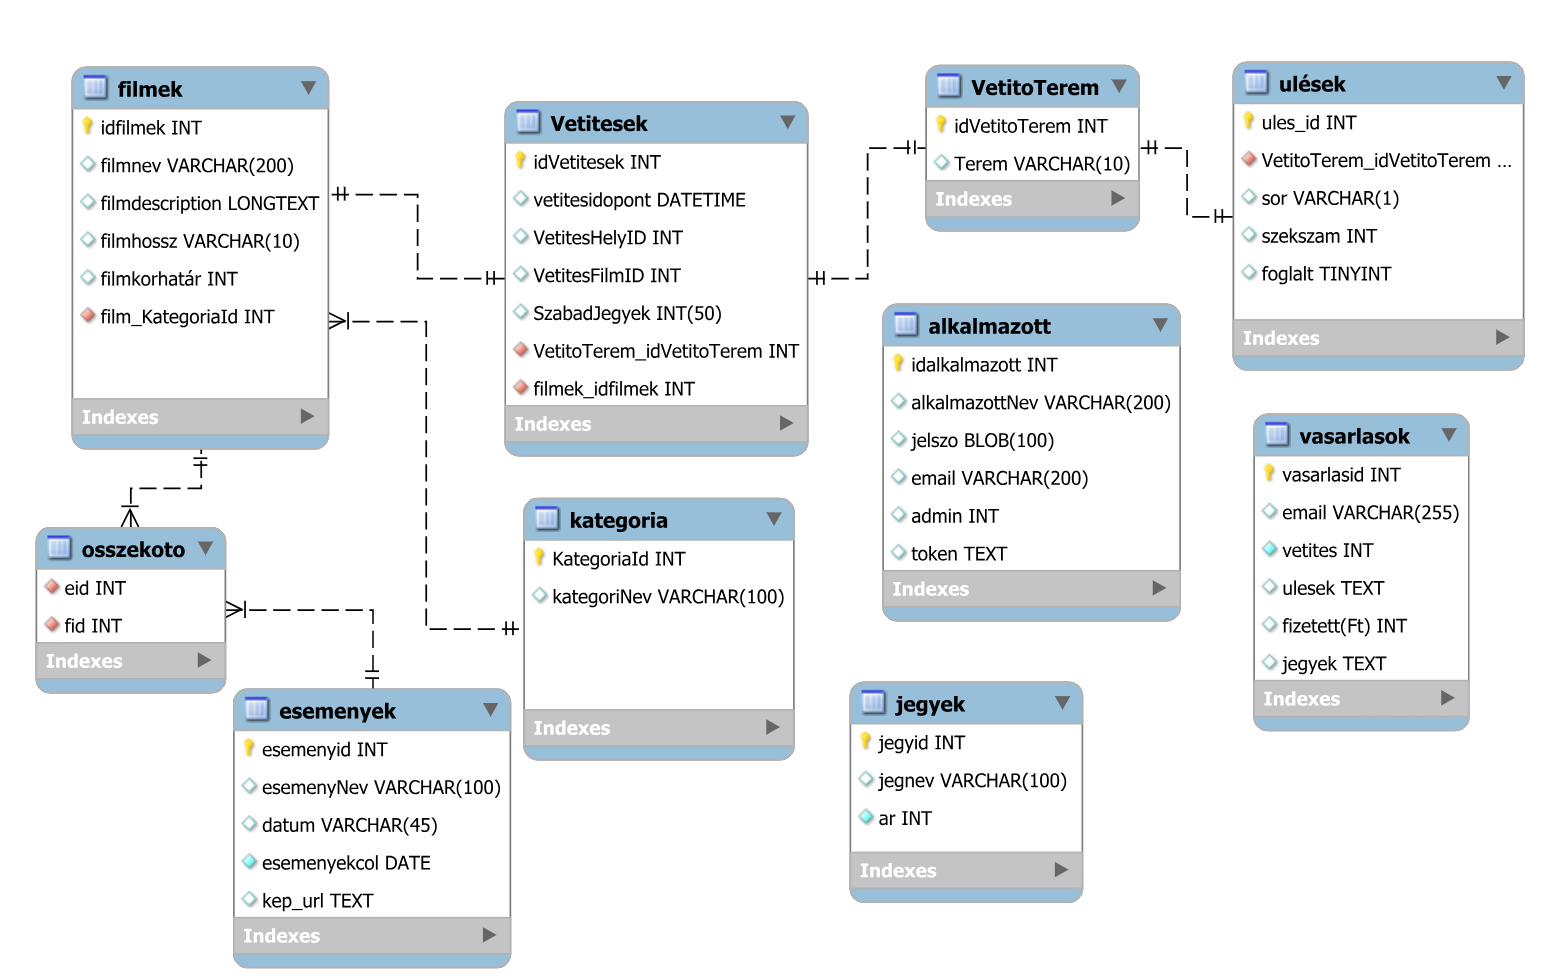 filmek
idfilmek INT
filmnev VARCHAR(200)
filmdescription LONGTEXT
filmhossz VARCHAR(10)
filmkorhatár INT
film_KategoriaId INT
Indexes
Vetitesek
idVetitesek INT
vetitesidopont DATETIME
VetitesHelyID INT
VetitesFilmID INT
SzabadJegyek INT(50)
VetitoTerem_idVetitoTerem INT
filmek_idfilmek INT
Indexes
VetitoTerem
idVetitoTerem INT
Terem VARCHAR(10)
Indexes
ulések
ules_id INT
VetitoTerem_idVetitoTerem ...
sor VARCHAR(1)
szekszam INT
foglalt TINYINT
Indexes
alkalmazott
idalkalmazott INT
alkalmazottNev VARCHAR(200)
jelszo BLOB(100)
email VARCHAR(200)
admin INT
token TEXT
Indexes
vasarlasok
vasarlasid INT
email VARCHAR(255)
vetites INT
ulesek TEXT
fizetett(Ft) INT
jegyek TEXT
Indexes
osszekoto
eid INT
fid INT
Indexes
kategoria
KategoriaId INT
kategoriNev VARCHAR(100)
Indexes
esemenyek
esemenyid INT
esemenyNev VARCHAR(100)
datum VARCHAR(45)
esemenyekcol DATE
kep_url TEXT
Indexes
jegyek
jegyid INT
jegnev VARCHAR(100)
ar INT
Indexes